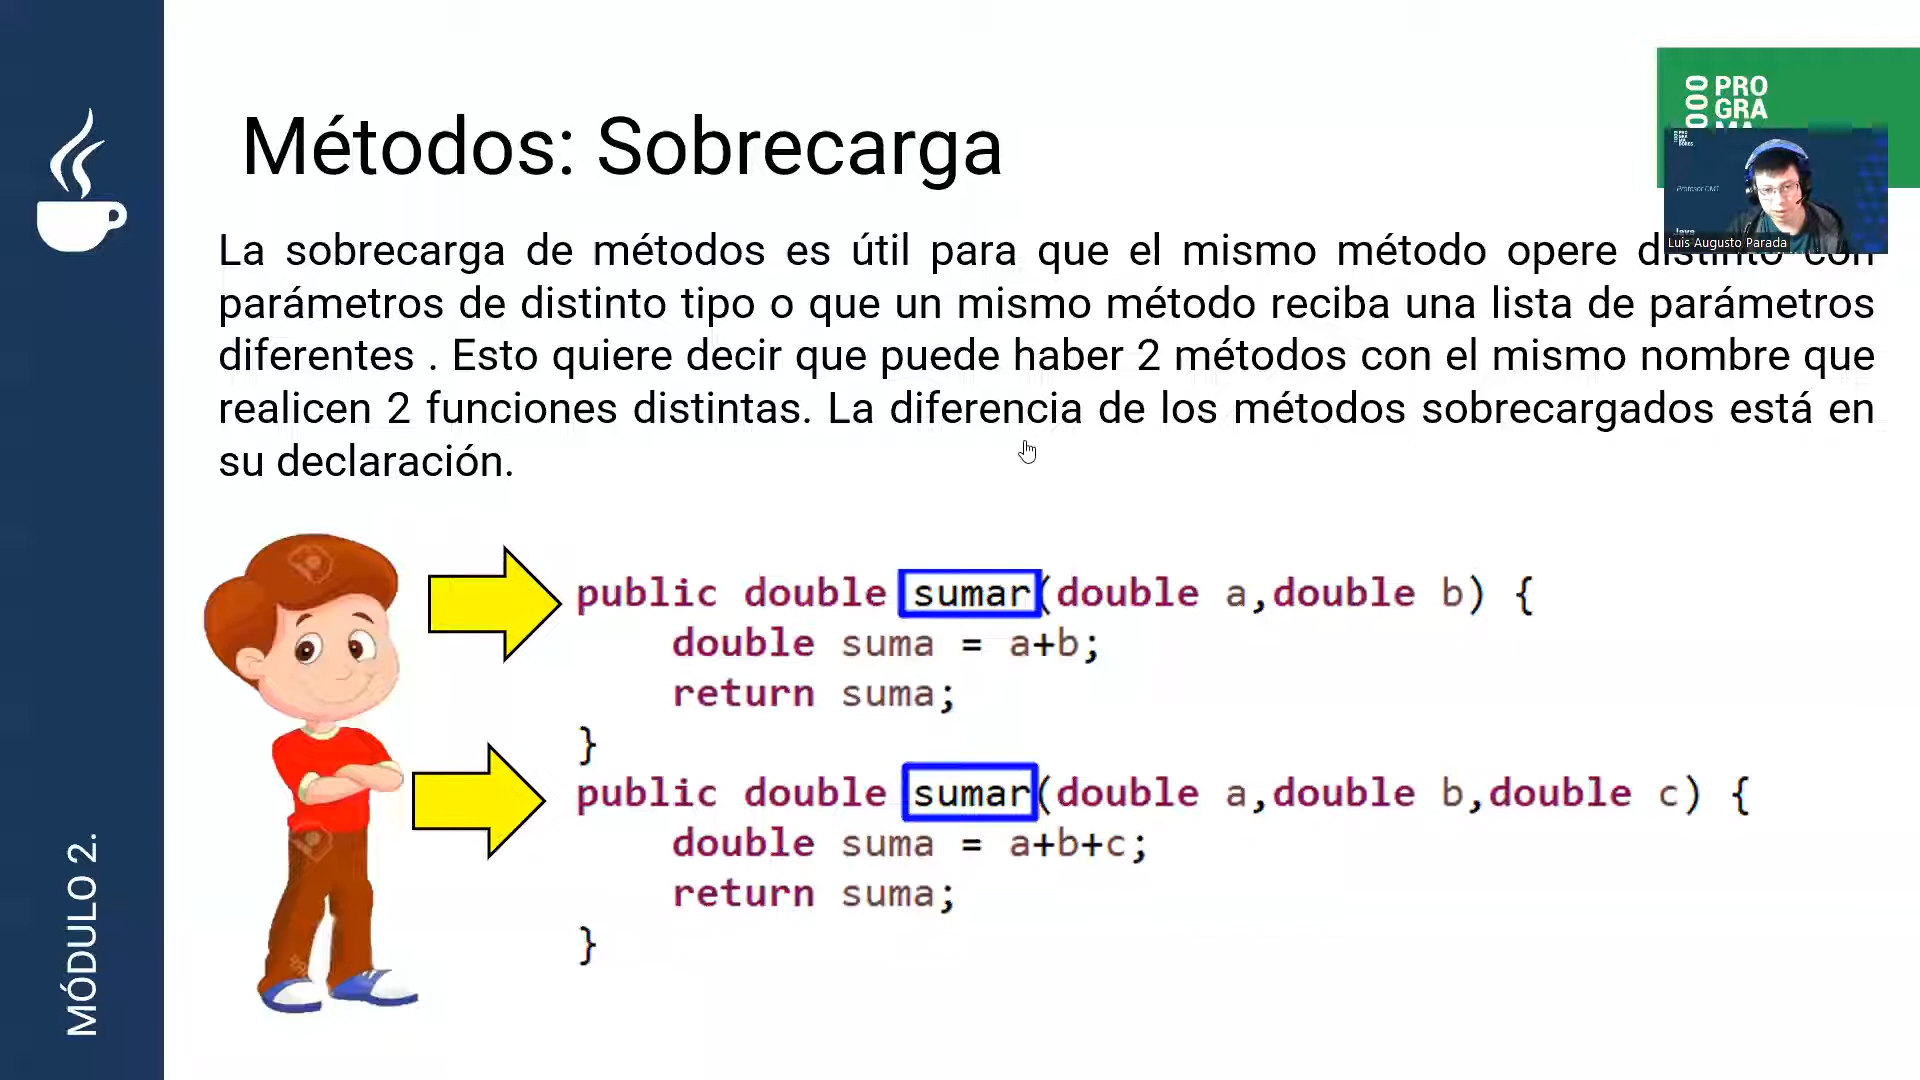 Métodos: Sobrecarga
PRO
GRA
Profesor OMT
Luis Augusto Parada
La sobrecarga de métodos es útil para que el mismo método opere distinto con
parámetros de distinto tipo o que un mismo método reciba una lista de parámetros
diferentes . Esto quiere decir que puede haber 2 métodos con el mismo nombre que
realicen 2 funciones distintas. La diferencia de los métodos sobrecargados está en
su declaración.
public double sumar(double a,double b) {
double suma = a+b;
return suma;
}
public double sumar(double a,double b,double c) {
double suma = a+b+c;
return suma;
}
MÓDULO 2.